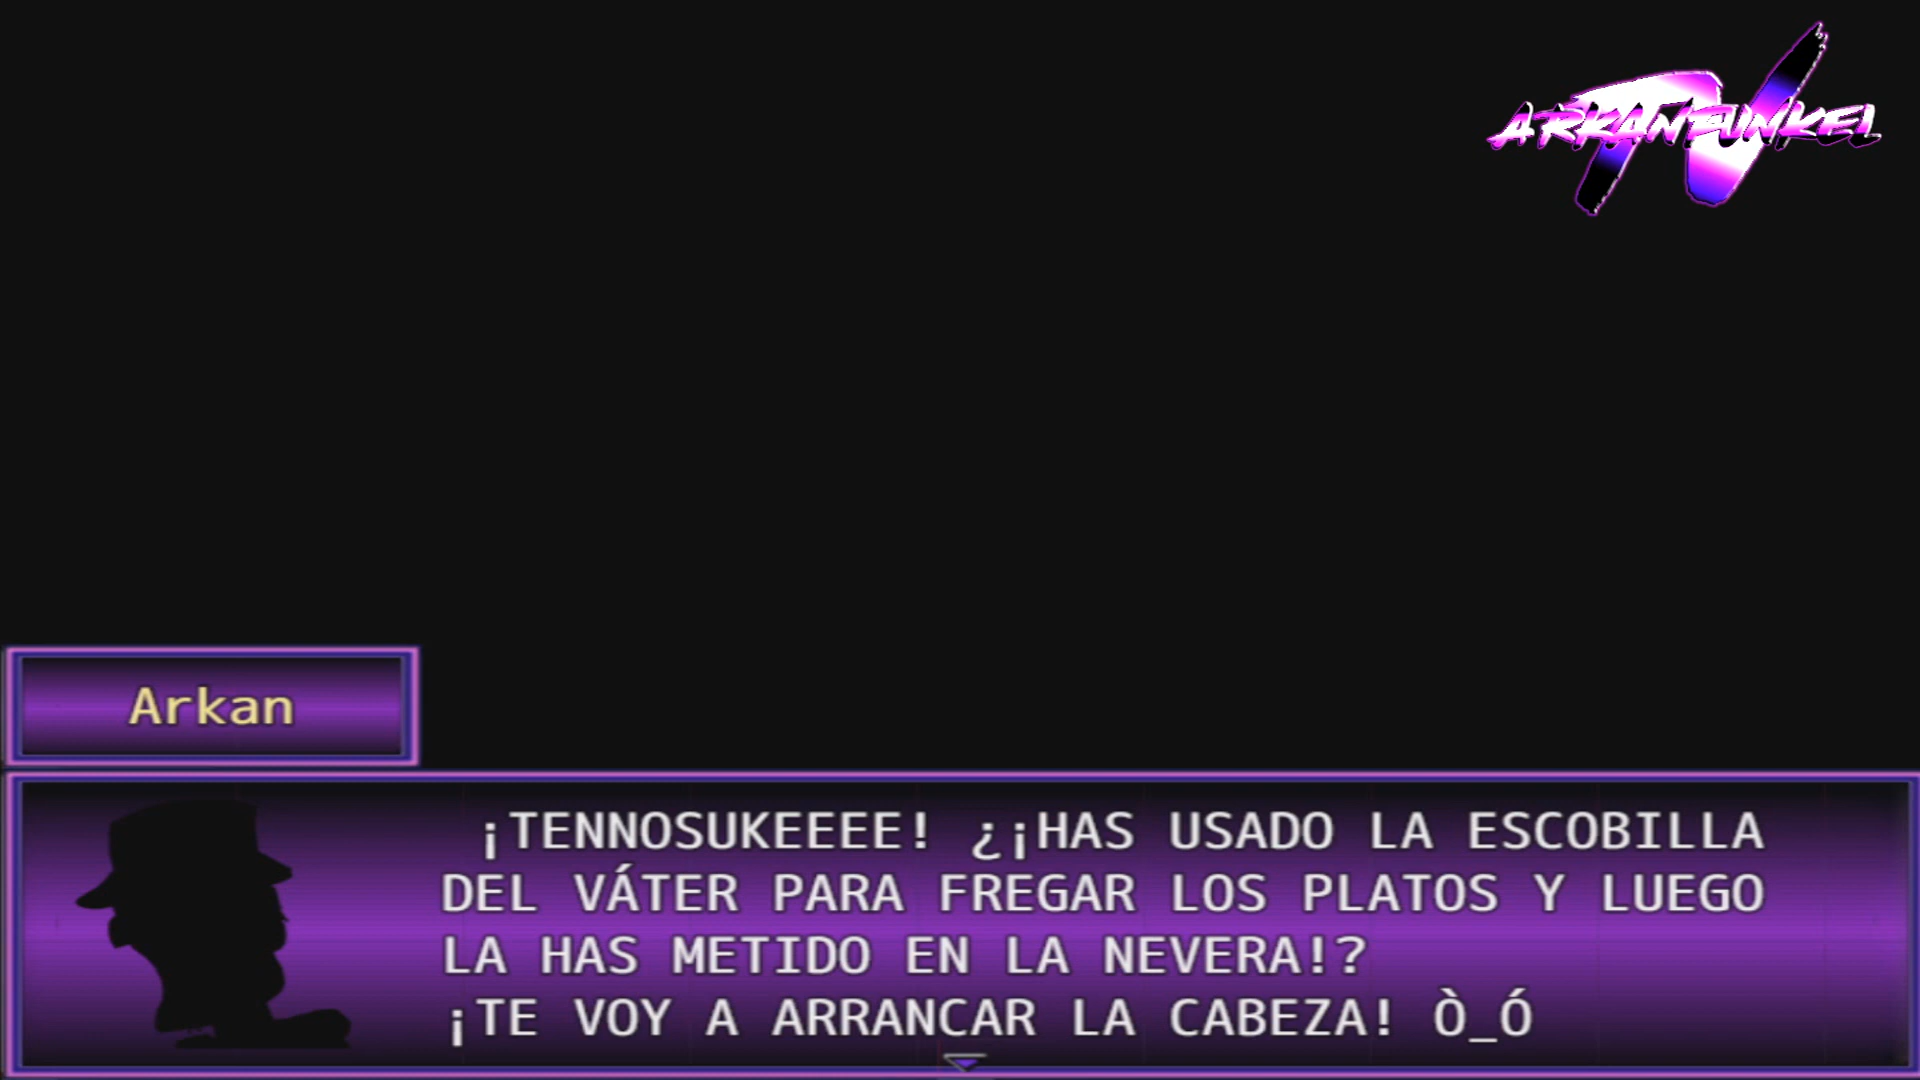 ARKANFUNKEL
TV
Arkan
¡TENNOSUKEEEE! ¿¡HAS USADO LA ESCOBILLA
DEL VÁTER PARA FREGAR LOS PLATOS Y LUEGO
LA HAS METIDO EN LA NEVERA!?
¡TE VOY A ARRANCAR LA CABEZA! Ò_Ó